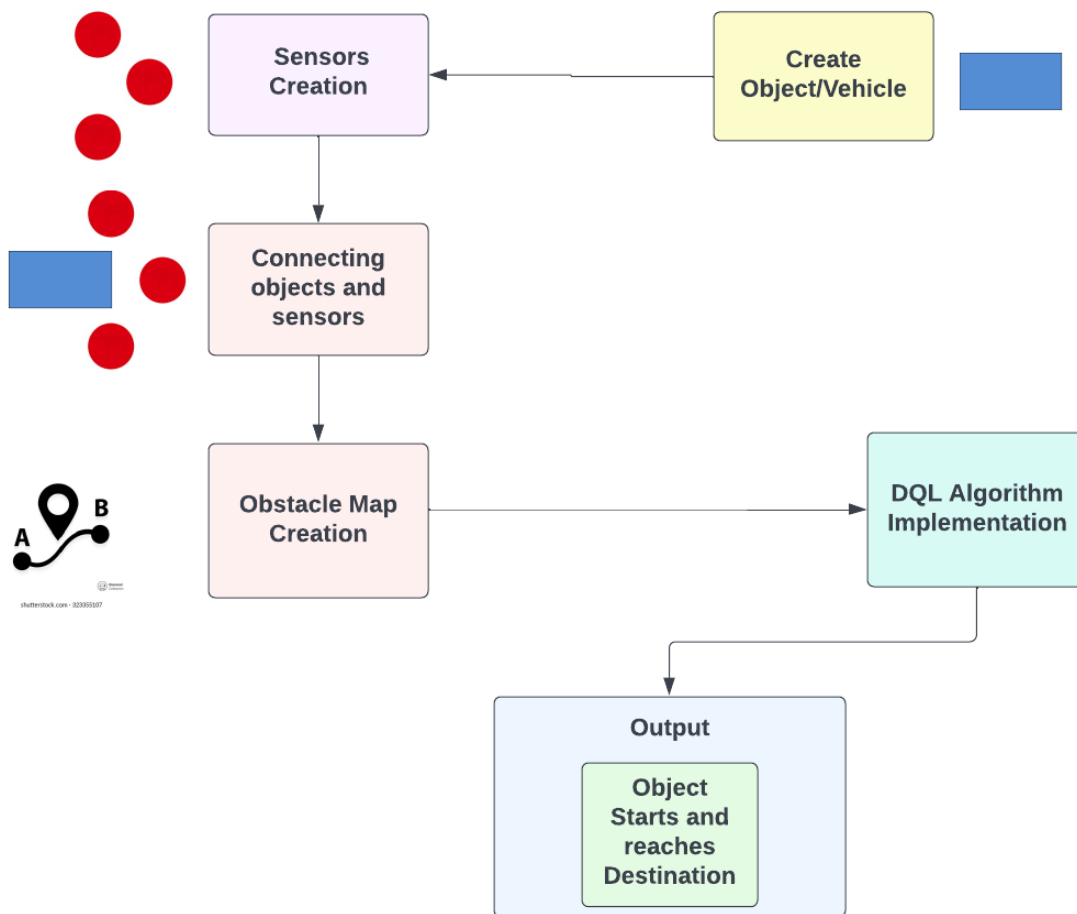 Sensors
Creation
Create
Object/Vehicle
Connecting
objects and
sensors
Obstacle Map
Creation
DQL Algorithm
Implementation
A
B
shutterstock.com · 323355107
Output
Object
Starts and
reaches
Destination